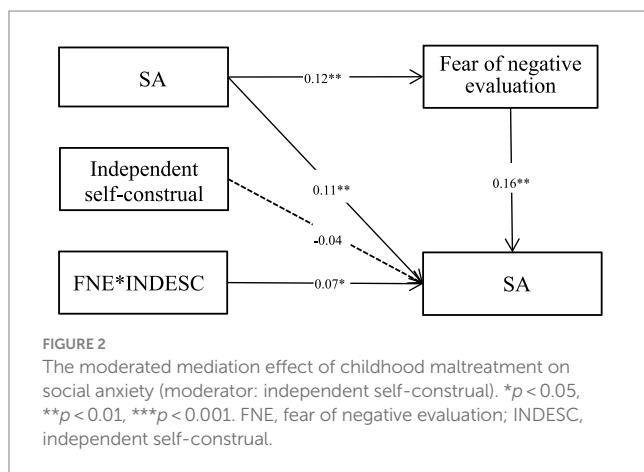 SA
Fear of negative
evaluation
0.12**
Independent
self-construal
0.11**
0.16**
-0.04
FNE*INDESC
0.07*
SA
FIGURE 2
The moderated mediation effect of childhood maltreatment on
social anxiety (moderator: independent self-construal). *p < 0.05,
**p < 0.01, ***p < 0.001. FNE, fear of negative evaluation; INDESC,
independent self-construal.